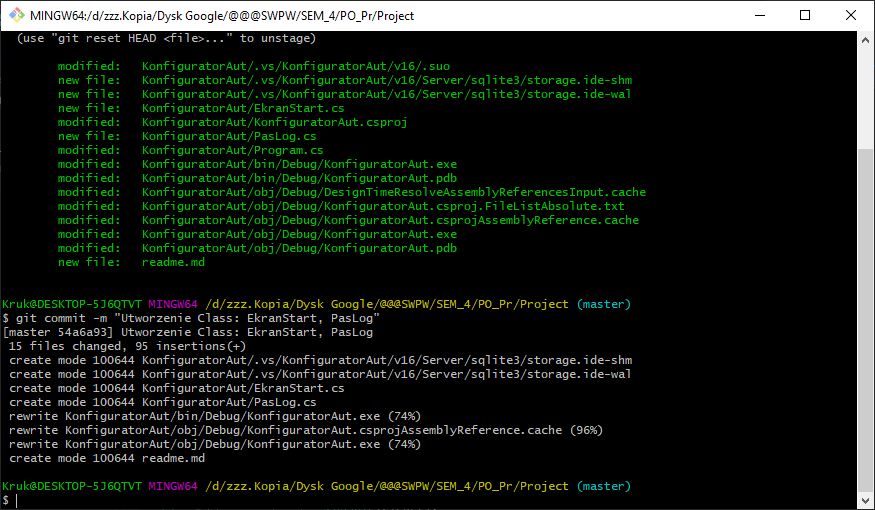 MINGW64:/d/zzz.Kopia/Dysk Google/@@@SWPW/SEM_4/PO_Pr/Project
(use "git reset HEAD <file>..." to unstage)
modified:   KonfiguratorAut/.vs/KonfiguratorAut/v16/.suo
new file:   KonfiguratorAut/.vs/KonfiguratorAut/v16/Server/sqlite3/storage.ide-shm
new file:   KonfiguratorAut/.vs/KonfiguratorAut/v16/Server/sqlite3/storage.ide-wal
new file:   KonfiguratorAut/EkranStart.cs
modified:   KonfiguratorAut/KonfiguratorAut.csproj
new file:   KonfiguratorAut/PasLog.cs
modified:   KonfiguratorAut/Program.cs
modified:   KonfiguratorAut/bin/Debug/KonfiguratorAut.exe
modified:   KonfiguratorAut/bin/Debug/KonfiguratorAut.pdb
modified:   KonfiguratorAut/obj/Debug/DesignTimeResolveAssemblyReferencesInput.cache
modified:   KonfiguratorAut/obj/Debug/KonfiguratorAut.csproj.FileListAbsolute.txt
modified:   KonfiguratorAut/obj/Debug/KonfiguratorAut.csprojAssemblyReference.cache
modified:   KonfiguratorAut/obj/Debug/KonfiguratorAut.exe
modified:   KonfiguratorAut/obj/Debug/KonfiguratorAut.pdb
new file:   readme.md
Kruk@DESKTOP-5J6QTVT MINGW64 /d/zzz.Kopia/Dysk Google/@@@SWPW/SEM_4/PO_Pr/Project (master)
$ git commit -m "Utworzenie Class: EkranStart, PasLog"
[master 54a6a93] Utworzenie Class: EkranStart, PasLog
15 files changed, 95 insertions(+)
create mode 100644 KonfiguratorAut/.vs/KonfiguratorAut/v16/Server/sqlite3/storage.ide-shm
create mode 100644 KonfiguratorAut/.vs/KonfiguratorAut/v16/Server/sqlite3/storage.ide-wal
create mode 100644 KonfiguratorAut/EkranStart.cs
create mode 100644 KonfiguratorAut/PasLog.cs
rewrite KonfiguratorAut/bin/Debug/KonfiguratorAut.exe (74%)
rewrite KonfiguratorAut/obj/Debug/KonfiguratorAut.csprojAssemblyReference.cache (96%)
rewrite KonfiguratorAut/obj/Debug/KonfiguratorAut.exe (74%)
create mode 100644 readme.md
Kruk@DESKTOP-5J6QTVT MINGW64 /d/zzz.Kopia/Dysk Google/@@@SWPW/SEM_4/PO_Pr/Project (master)
$